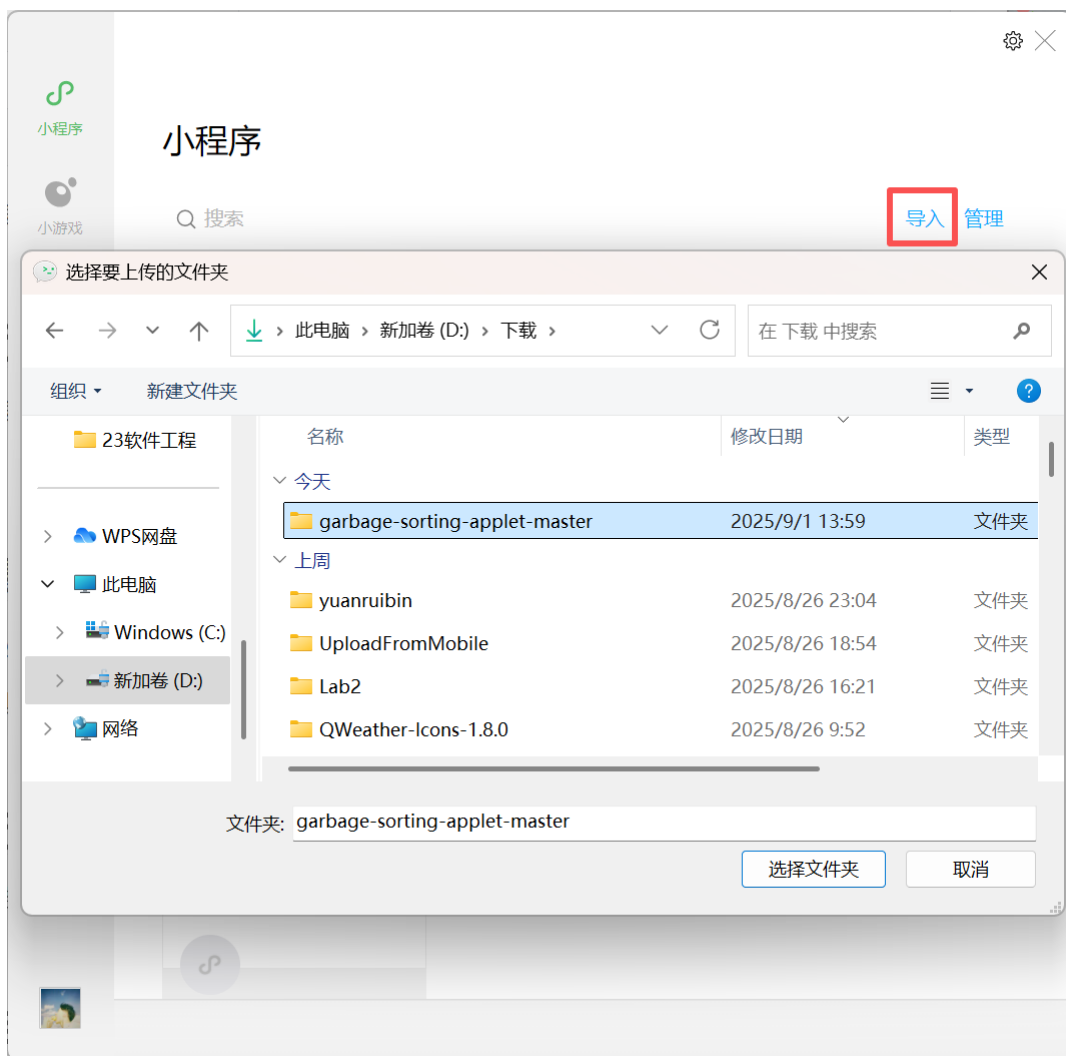 小程序
小游戏
小程序
搜索
导入 管理
选择要上传的文件夹
此电脑 新加卷 (D:) 下载
在 下载 中搜索
组织 新建文件夹
23软件工程
WPS网盘
此电脑
Windows (C:)
新加卷 (D:)
网络
名称 修改日期 类型
今天
garbage-sorting-applet-master 2025/9/1 13:59 文件夹
上周
yuanruibin 2025/8/26 23:04 文件夹
UploadFromMobile 2025/8/26 18:54 文件夹
Lab2 2025/8/26 16:21 文件夹
QWeather-Icons-1.8.0 2025/8/26 9:52 文件夹
文件夹: garbage-sorting-applet-master
选择文件夹 取消